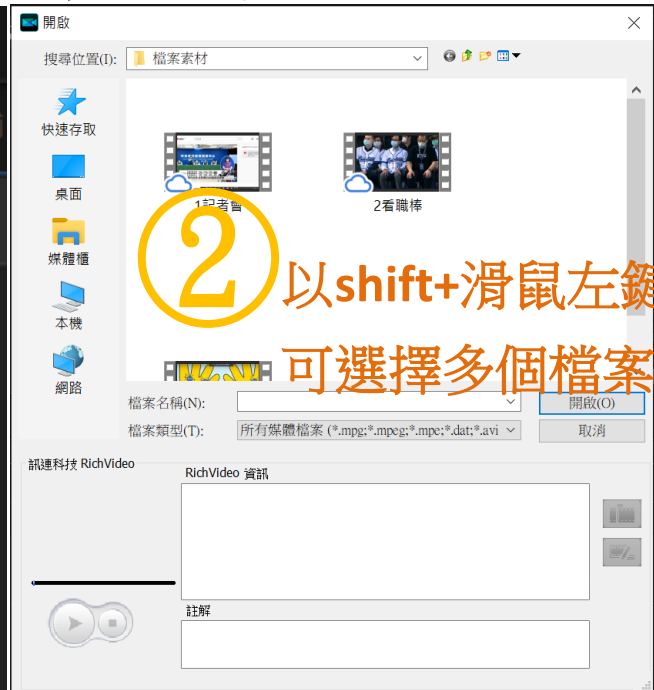 開啟
搜尋位置(I):
檔案素材
快速存取
桌面
媒體櫃
本機
網路
1記者會
2看職棒
2
以shift+滑鼠左鍵
可選擇多個檔案
檔案名稱(N):
開啟(O)
檔案類型(T):
所有媒體檔案 (*.mpg;*.mpeg;*.mpe;*.dat;*.avi
取消
訊連科技 RichVideo
RichVideo 資訊
註解